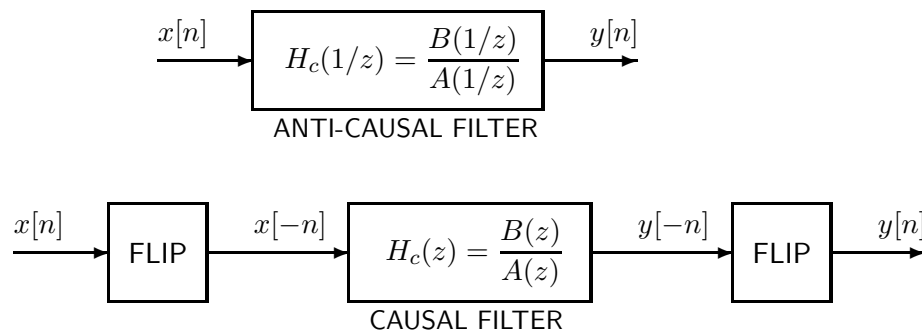 x[n]
H_c(1/z) = B(1/z) / A(1/z)
y[n]
ANTI-CAUSAL FILTER
x[n]
FLIP
x[−n]
H_c(z) = B(z) / A(z)
y[−n]
FLIP
y[n]
CAUSAL FILTER